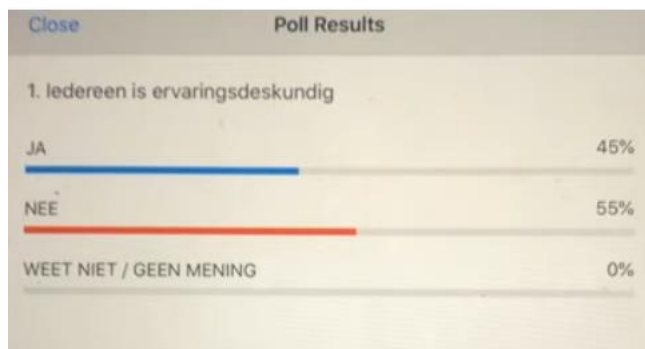 Close Poll Results
1. Iedereen is ervaringsdeskundig
JA 45%
NEE 55%
WEET NIET / GEEN MENING 0%